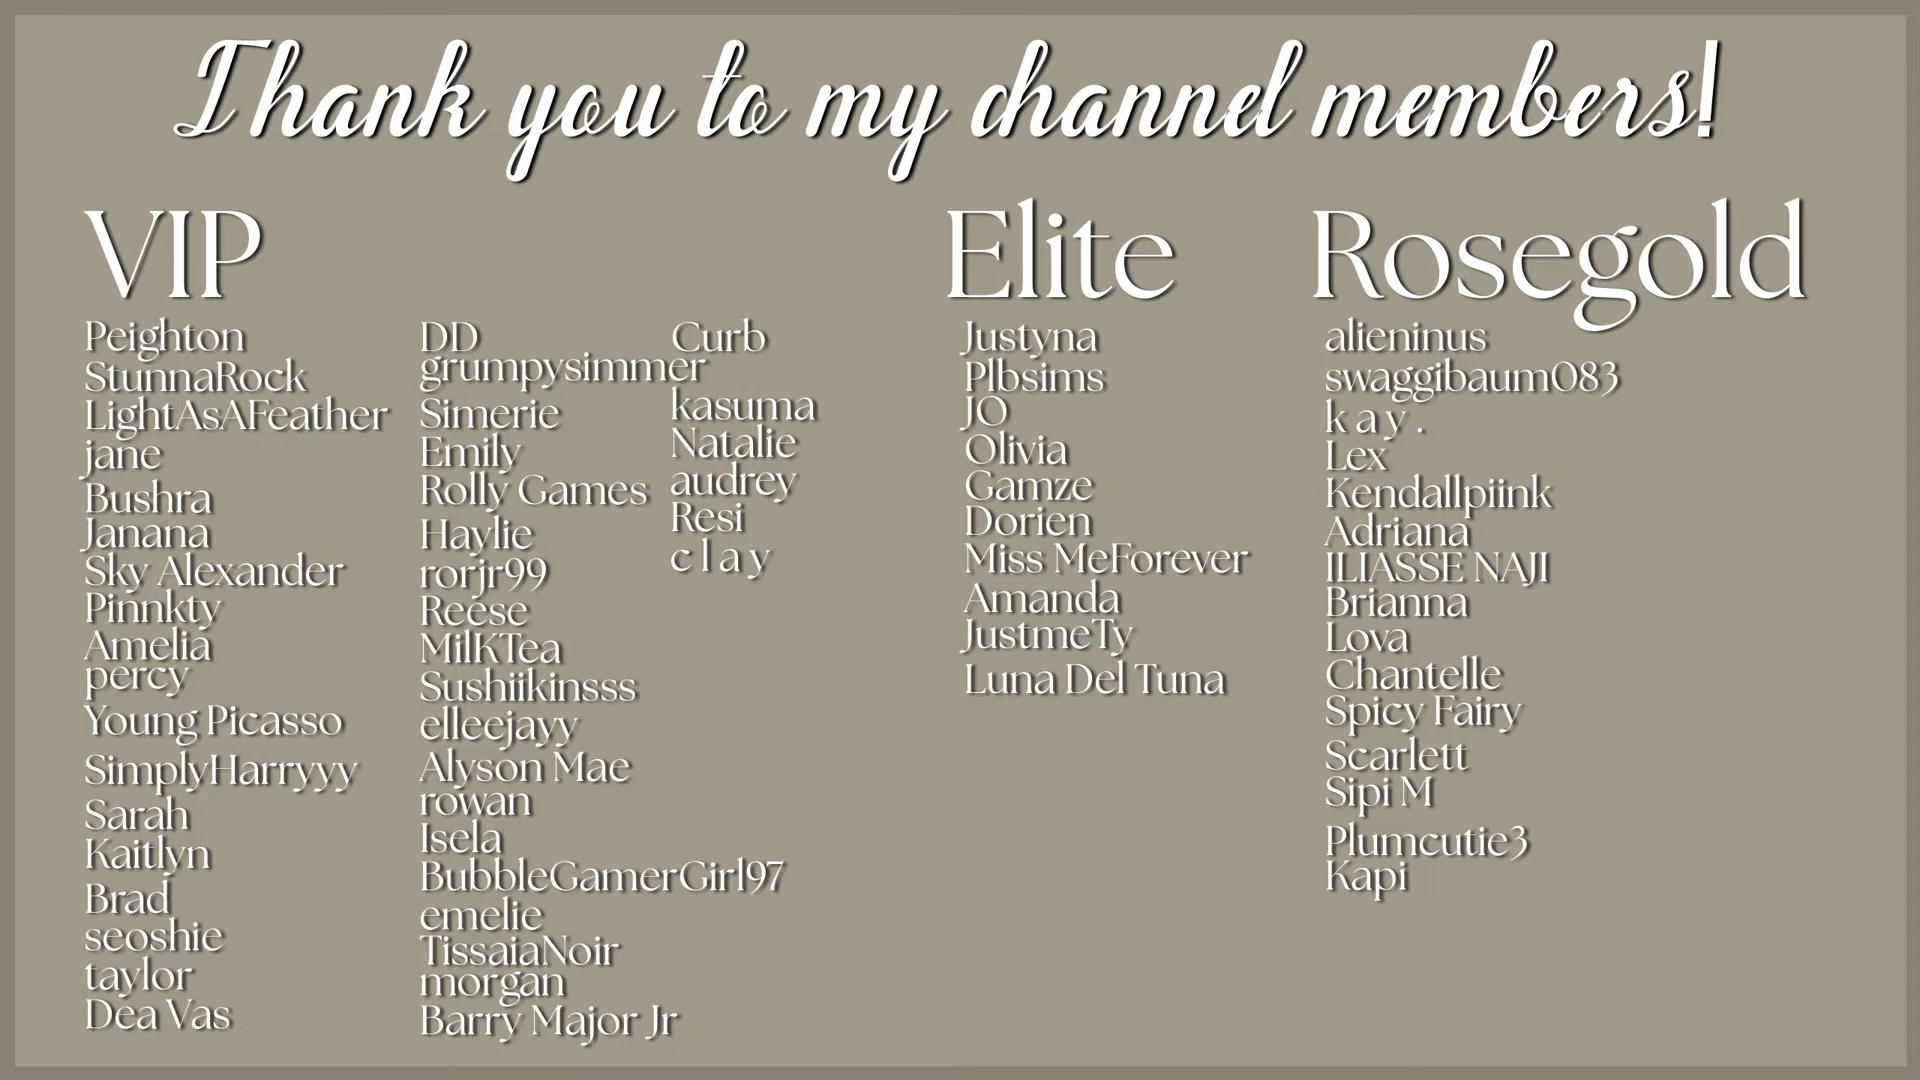 Thank you to my channel members!
VIP
Peighton
StunnaRock
LightAsAFeather
jane
Bushra
Janana
Sky Alexander
Pinnkty
Amelia
percy
Young Picasso
SimplyHarryyy
Sarah
Kaitlyn
Brad
seoshie
taylor
Dea Vas
DD
grumpysimmer
Simerie
Emily
Rolly Games
Haylie
rorjr99
Reese
MilKTea
Sushiikinsss
elleejayy
Alyson Mae
rowan
Isela
BubbleGamerGirl97
emelie
TissaiaNoir
morgan
Barry Major Jr
Curb
kasuma
Natalie
audrey
Resi
c l a y
Elite
Justyna
Plbsims
JO
Olivia
Gamze
Dorien
Miss MeForever
Amanda
JustmeTy
Luna Del Tuna
Rosegold
alieninus
swaggibaum083
k a y .
Lex
Kendallpiink
Adriana
ILIASSE NAJI
Brianna
Lova
Chantelle
Spicy Fairy
Scarlett
Sipi M
Plumcutie3
Kapi